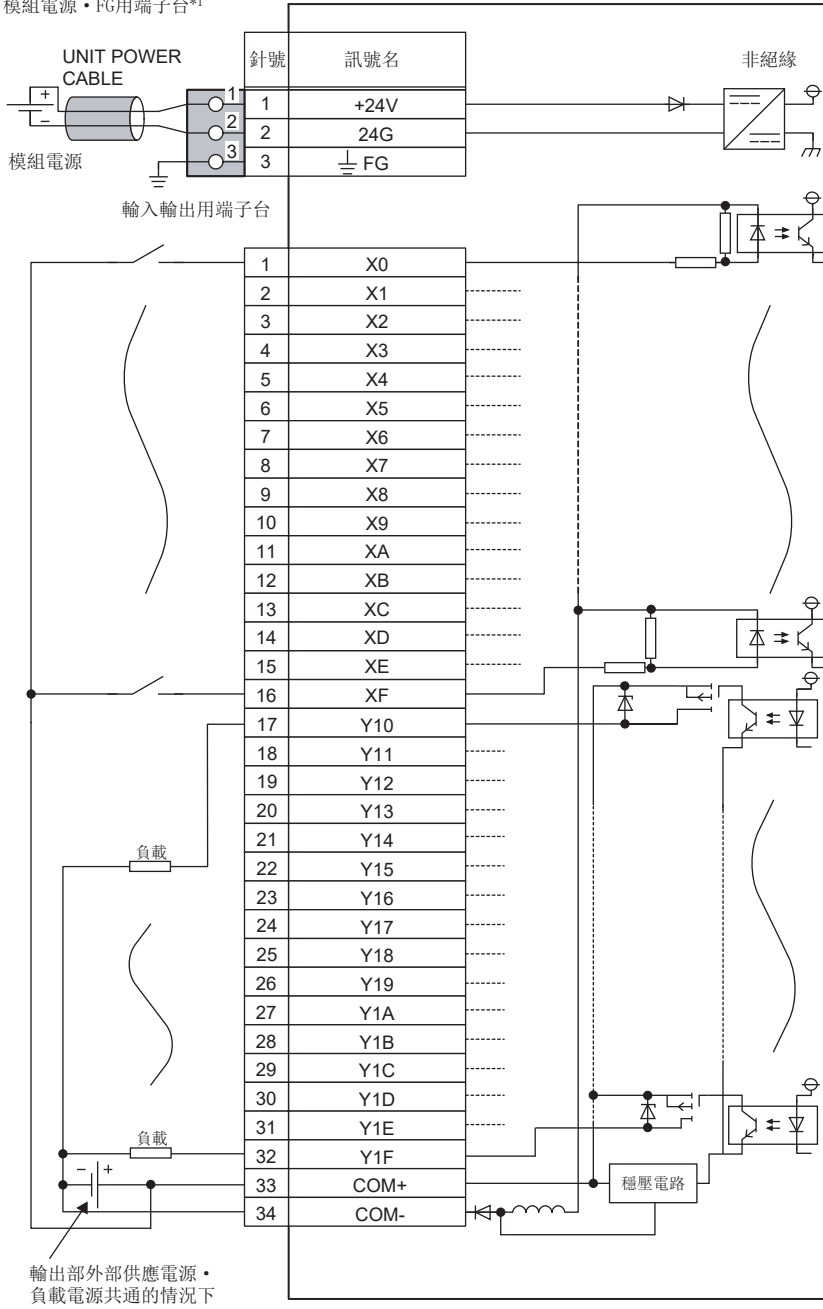 模組電源・FG用端子台*1
UNIT POWER
CABLE
模組電源
+
−
1
2
3
針號 訊號名
1 +24V
2 24G
3 FG
非絕緣
輸入輸出用端子台
1 X0
2 X1
3 X2
4 X3
5 X4
6 X5
7 X6
8 X7
9 X8
10 X9
11 XA
12 XB
13 XC
14 XD
15 XE
16 XF
17 Y10
18 Y11
19 Y12
20 Y13
21 Y14
22 Y15
23 Y16
24 Y17
25 Y18
26 Y19
27 Y1A
28 Y1B
29 Y1C
30 Y1D
31 Y1E
32 Y1F
33 COM+
34 COM-
負載
負載
− +
穩壓電路
輸出部外部供應電源・
負載電源共通的情況下